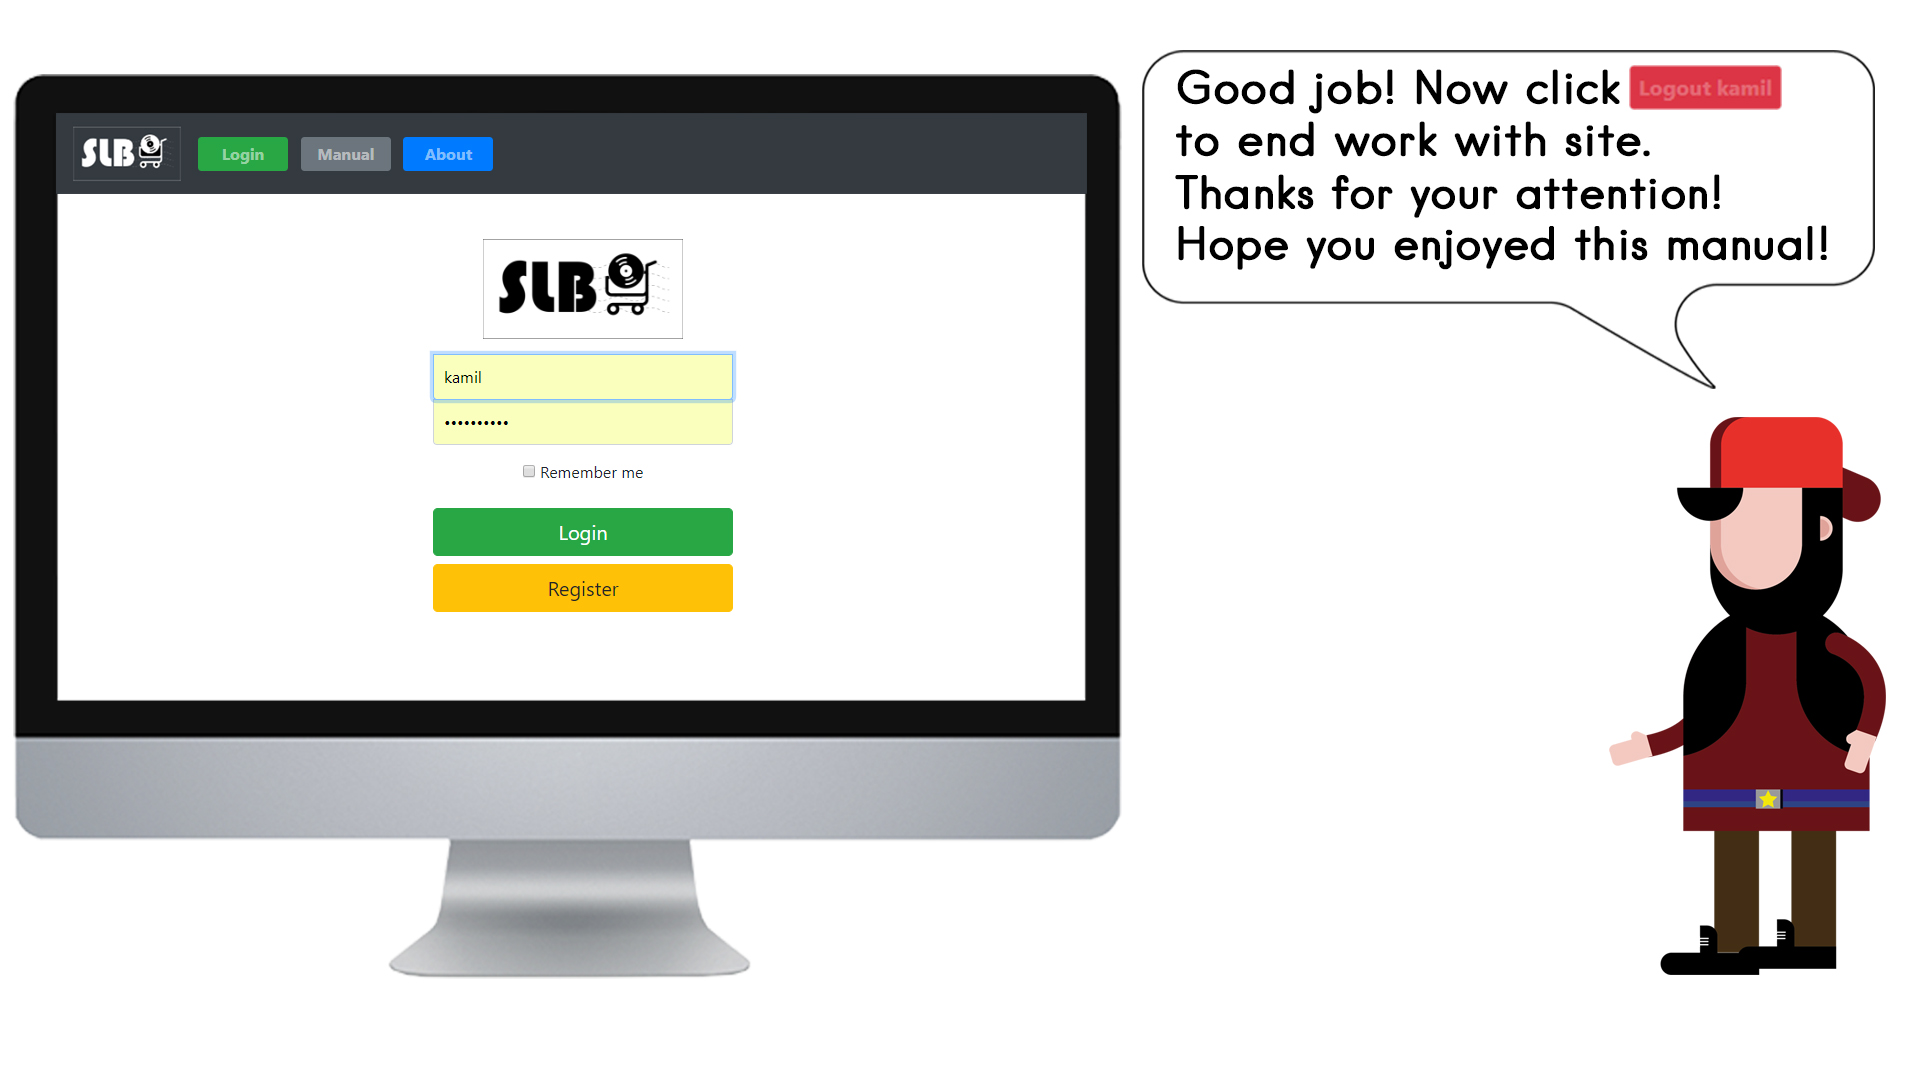 SLB
Login
Manual
About
SLB
kamil
••••••••••
Remember me
Login
Register
Good job! Now click Logout kamil
to end work with site.
Thanks for your attention!
Hope you enjoyed this manual!